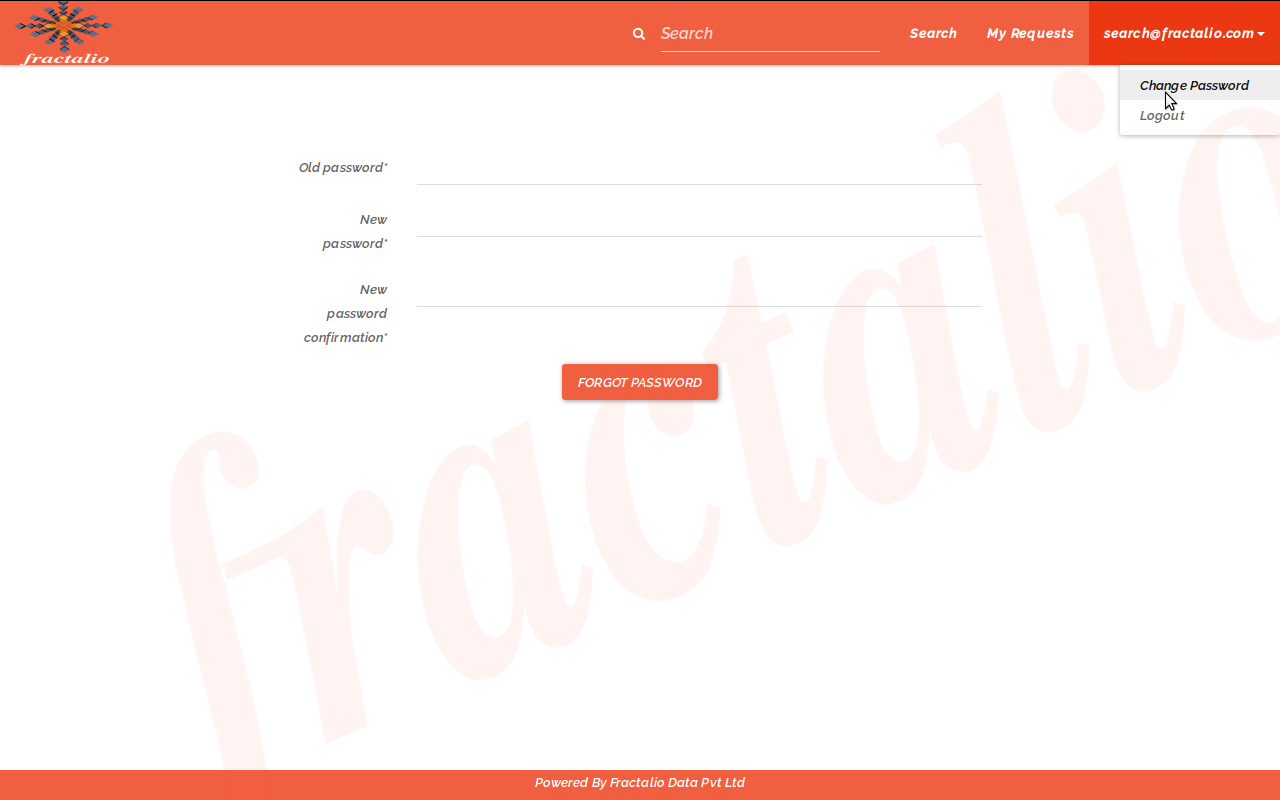 fractalio
Search
Search
My Requests
search@fractalio.com
Change Password
Logout
Old password*
New
password*
New
password
confirmation*
FORGOT PASSWORD
fractalio
Powered By Fractalio Data Pvt Ltd